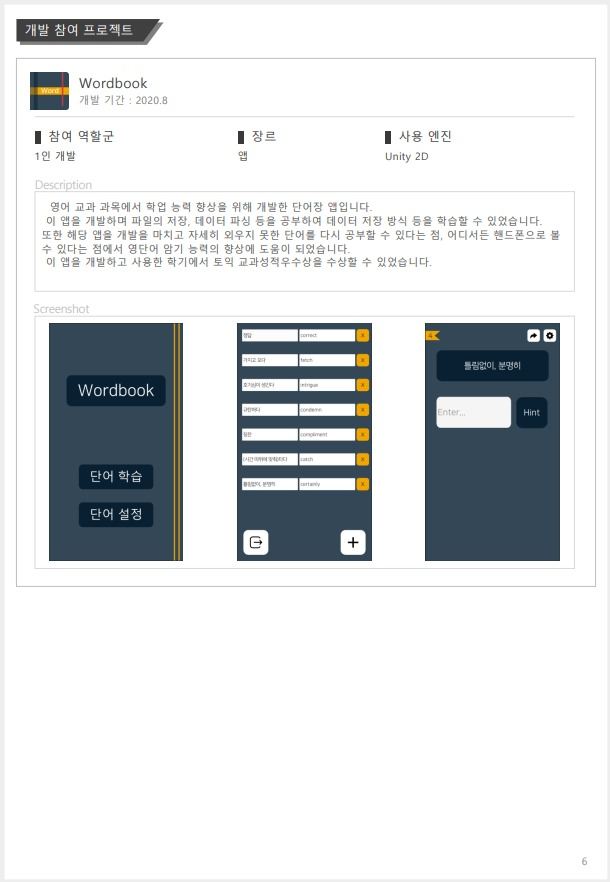 개발 참여 프로젝트
Word
Wordbook
개발 기간 : 2020.8
참여 역할군
장르
사용 엔진
1인 개발
앱
Unity 2D
Description
영어 교과 과목에서 학업 능력 향상을 위해 개발한 단어장 앱입니다.
이 앱을 개발하며 파일의 저장, 데이터 파싱 등을 공부하여 데이터 저장 방식 등을 학습할 수 있었습니다.
또한 해당 앱을 개발을 마치고 자세히 외우지 못한 단어를 다시 공부할 수 있다는 점, 어디서든 핸드폰으로 볼
수 있다는 점에서 영단어 암기 능력의 향상에 도움이 되었습니다.
이 앱을 개발하고 사용한 학기에서 토익 교과성적우수상을 수상할 수 있었습니다.
Screenshot
Wordbook
단어 학습
단어 설정
정답 correct X
가지고 오다 fetch X
호기심이 생긴다 intrigue X
규탄하다 condemn X
칭찬 compliment X
catch X
틀림없이, 분명히 certainly X
틀림없이, 분명히
Enter...
Hint
6